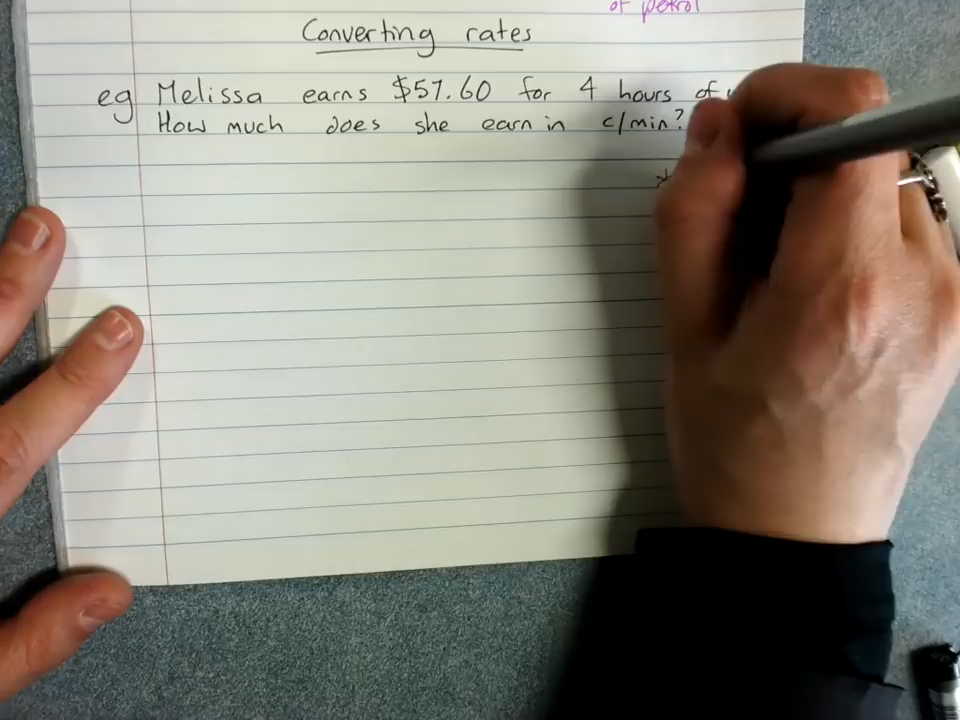 of petrol
Converting rates
eg Melissa earns $57.60 for 4 hours of
How much does she earn in c/min?